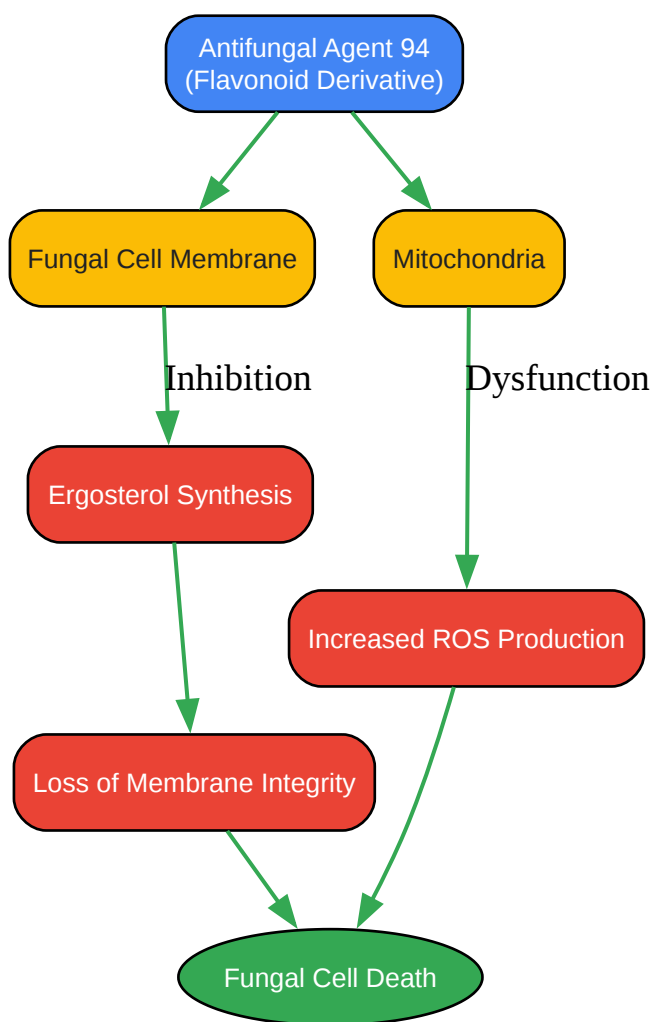 Antifungal Agent 94
(Flavonoid Derivative)
Fungal Cell Membrane
Mitochondria
Inhibition
Dysfunction
Ergosterol Synthesis
Increased ROS Production
Loss of Membrane Integrity
Fungal Cell Death